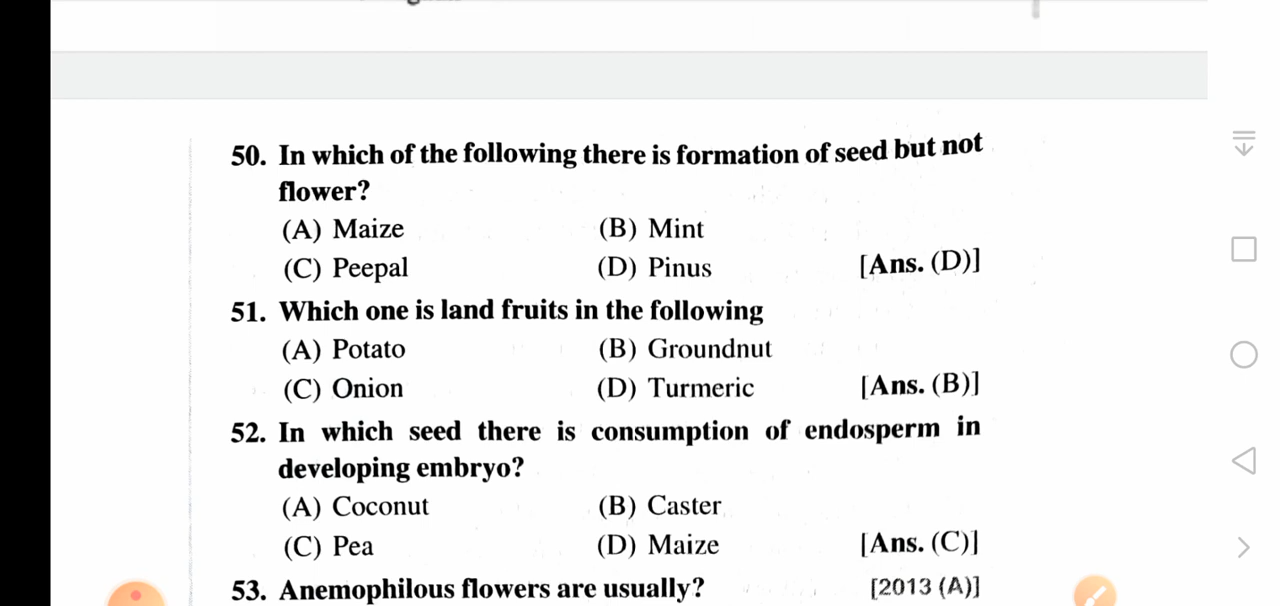 50. In which of the following there is formation of seed but not
flower?
(A) Maize (B) Mint
(C) Peepal (D) Pinus [Ans. (D)]
51. Which one is land fruits in the following
(A) Potato (B) Groundnut
(C) Onion (D) Turmeric [Ans. (B)]
52. In which seed there is consumption of endosperm in
developing embryo?
(A) Coconut (B) Caster
(C) Pea (D) Maize [Ans. (C)]
53. Anemophilous flowers are usually? [2013 (A)]